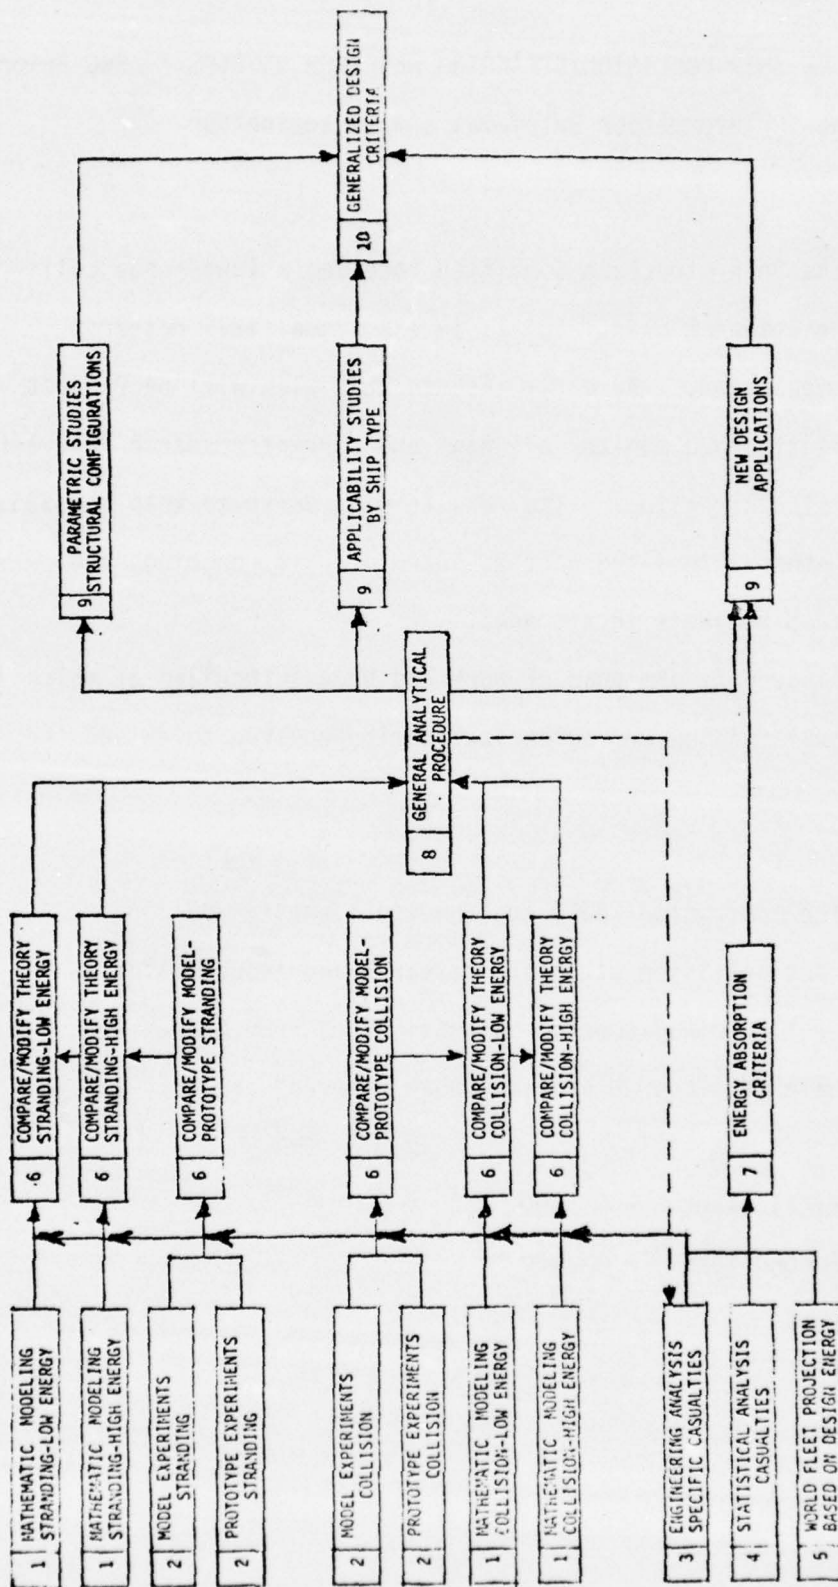 1 MATHEMATIC MODELING
STRANDING-LOW ENERGY
1 MATHEMATIC MODELING
STRANDING-HIGH ENERGY
2 MODEL EXPERIMENTS
STRANDING
2 PROTOTYPE EXPERIMENTS
STRANDING
2 MODEL EXPERIMENTS
COLLISION
2 PROTOTYPE EXPERIMENTS
COLLISION
1 MATHEMATIC MODELING
COLLISION-LOW ENERGY
1 MATHEMATIC MODELING
COLLISION-HIGH ENERGY
3 ENGINEERING ANALYSIS
SPECIFIC CASUALTIES
4 STATISTICAL ANALYSIS
CASUALTIES
5 WORLD FLEET PROJECTION
BASED ON DESIGN ENERGY
6 COMPARE/MODIFY THEORY
STRANDING-LOW ENERGY
6 COMPARE/MODIFY THEORY
STRANDING-HIGH ENERGY
6 COMPARE/MODIFY MODEL-
PROTOTYPE STRANDING
6 COMPARE/MODIFY MODEL-
PROTOTYPE COLLISION
6 COMPARE/MODIFY THEORY
COLLISION-LOW ENERGY
6 COMPARE/MODIFY THEORY
COLLISION-HIGH ENERGY
7 ENERGY ABSORPTION
CRITERIA
8 GENERAL ANALYTICAL
PROCEDURE
9 PARAMETRIC STUDIES
STRUCTURAL CONFIGURATIONS
9 APPLICABILITY STUDIES
BY SHIP TYPE
9 NEW DESIGN
APPLICATIONS
10 GENERALIZED DESIGN
CRITERIA